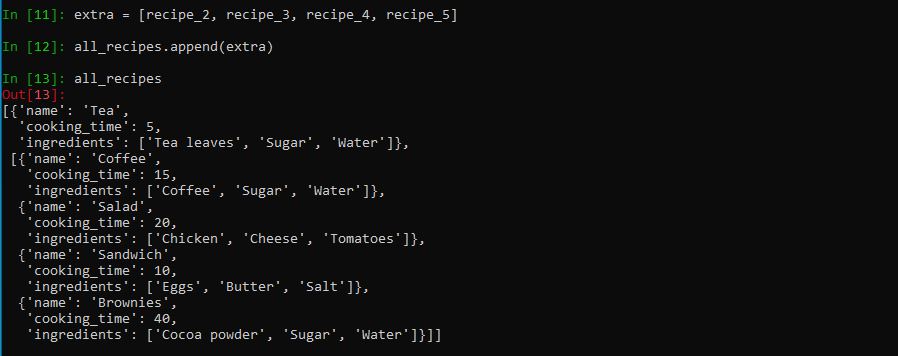 In [11]: extra = [recipe_2, recipe_3, recipe_4, recipe_5]
In [12]: all_recipes.append(extra)
In [13]: all_recipes
Out[13]:
[{'name': 'Tea',
  'cooking_time': 5,
  'ingredients': ['Tea leaves', 'Sugar', 'Water']},
 [{'name': 'Coffee',
   'cooking_time': 15,
   'ingredients': ['Coffee', 'Sugar', 'Water']},
  {'name': 'Salad',
   'cooking_time': 20,
   'ingredients': ['Chicken', 'Cheese', 'Tomatoes']},
  {'name': 'Sandwich',
   'cooking_time': 10,
   'ingredients': ['Eggs', 'Butter', 'Salt']},
  {'name': 'Brownies',
   'cooking_time': 40,
   'ingredients': ['Cocoa powder', 'Sugar', 'Water']}]]